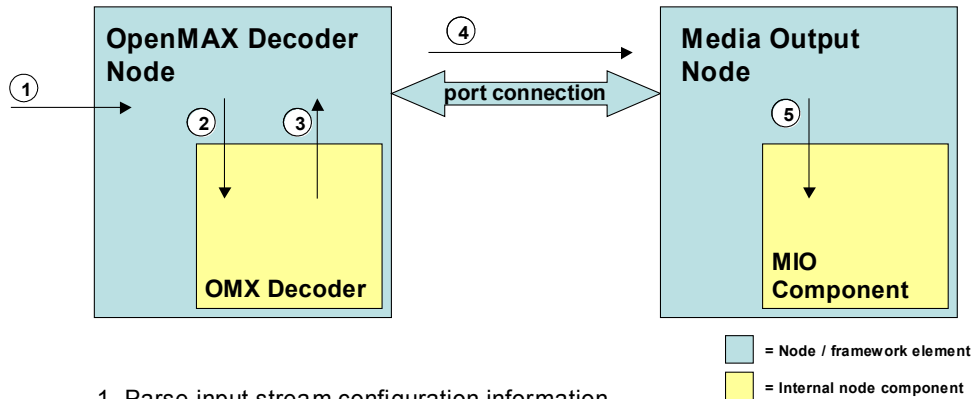 OpenMAX Decoder
Node
Media Output
Node
1
2
3
4
5
port connection
OMX Decoder
MIO
Component
= Node / framework element
= Internal node component
1. Parse input stream configuration information